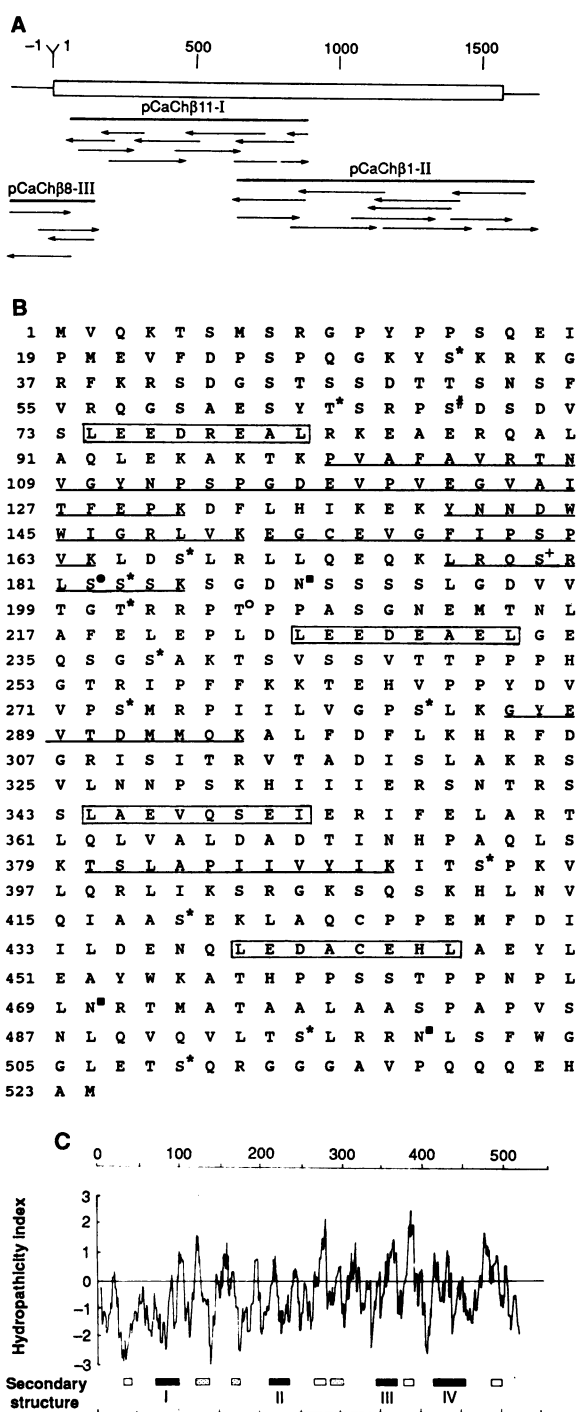 A
-1 1 500 1000 1500
pCaChβ11-I
pCaChβ1-II
pCaChβ8-III
B
1 M V Q K T S M S R G P Y P P S Q E I
19 P M E V F D P S P Q G K Y S* K R K G
37 R F K R S D G S T S S D T T S N S F
55 V R Q G S A E S Y T* S R P S# D S D V
73 S L E E D R E A L R K E A E R Q A L
91 A Q L E K A K T K P V A F A V R T N
109 V G Y N P S P G D E V P V E G V A I
127 T F E P K D F L H I K E K Y N N D W
145 W I G R L V K E G C E V G F I P S P
163 V K L D S* L R L L Q E Q K L R Q S+ R
181 L S● S* S K S G D N■ S S S S L G D V V
199 T G T* R R P T○ P P A S G N E M T N L
217 A F E L E P L D L E E D E A E L G E
235 Q S G S* A K T S V S S V T T P P P H
253 G T R I P F F K K T E H V P P Y D V
271 V P S* M R P I I L V G P S* L K G Y E
289 V T D M M Q K A L F D F L K H R F D
307 G R I S I T R V T A D I S L A K R S
325 V L N N P S K H I I I E R S N T R S
343 S L A E V Q S E I E R I F E L A R T
361 L Q L V A L D A D T I N H P A Q L S
379 K T S L A P I I V Y I K I T S* P K V
397 L Q R L I K S R G K S Q S K H L N V
415 Q I A A S* E K L A Q C P P E M F D I
433 I L D E N Q L E D A C E H L A E Y L
451 E A Y W K A T H P P S S T P P N P L
469 L N■ R T M A T A A L A A S P A P V S
487 N L Q V Q V L T S* L R R N■ L S F W G
505 G L E T S* Q R G G G A V P Q Q Q E H
523 A M
C
0 100 200 300 400 500
Hydropathicity index
3
2
1
0
-1
-2
-3
Secondary structure
I II III IV